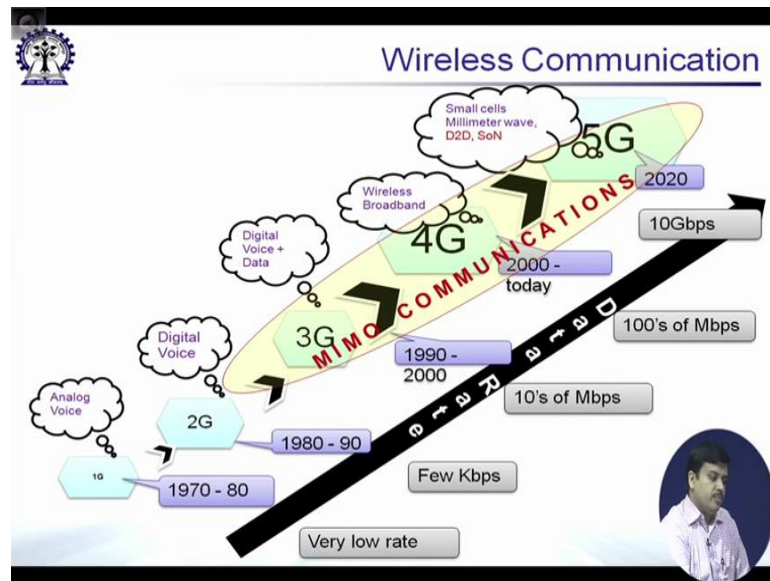 Wireless Communication
Small cells
Millimeter wave,
D2D, SoN
5G
2020
Wireless
Broadband
4G
2000 -
today
Digital
Voice +
Data
3G
1990 -
2000
Digital
Voice
2G
1980 - 90
Analog
Voice
1G
1970 - 80
MIMO COMMUNICATIONS
Data Rate
10Gbps
100's of Mbps
10's of Mbps
Few Kbps
Very low rate